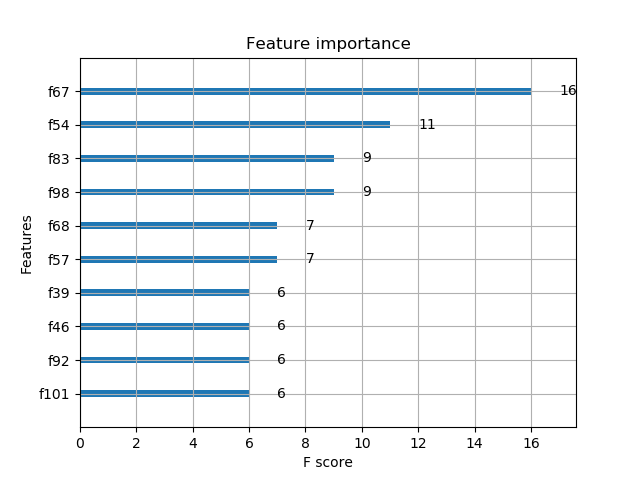 Feature importance
f67 16
f54 11
f83 9
f98 9
f68 7
f57 7
f39 6
f46 6
f92 6
f101 6
Features
0 2 4 6 8 10 12 14 16
F score